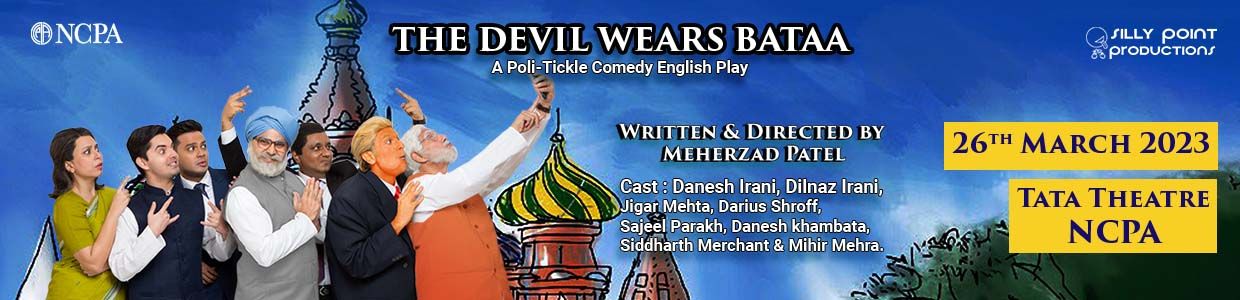 NCPA
THE DEVIL WEARS BATAA
A Poli-Tickle Comedy English Play
SILLY POINT
PRODUCTIONS
WRITTEN & DIRECTED BY
MEHERZAD PATEL
Cast : Danesh Irani, Dilnaz Irani,
Jigar Mehta, Darius Shroff,
Sajeel Parakh, Danesh khambata,
Siddharth Merchant & Mihir Mehra.
26TH MARCH 2023
TATA THEATRE
NCPA